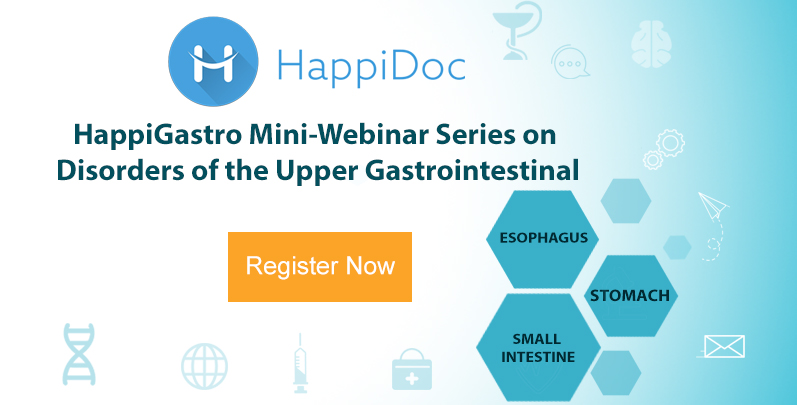 HappiDoc
HappiGastro Mini-Webinar Series on
Disorders of the Upper Gastrointestinal
Register Now
ESOPHAGUS
STOMACH
SMALL
INTESTINE